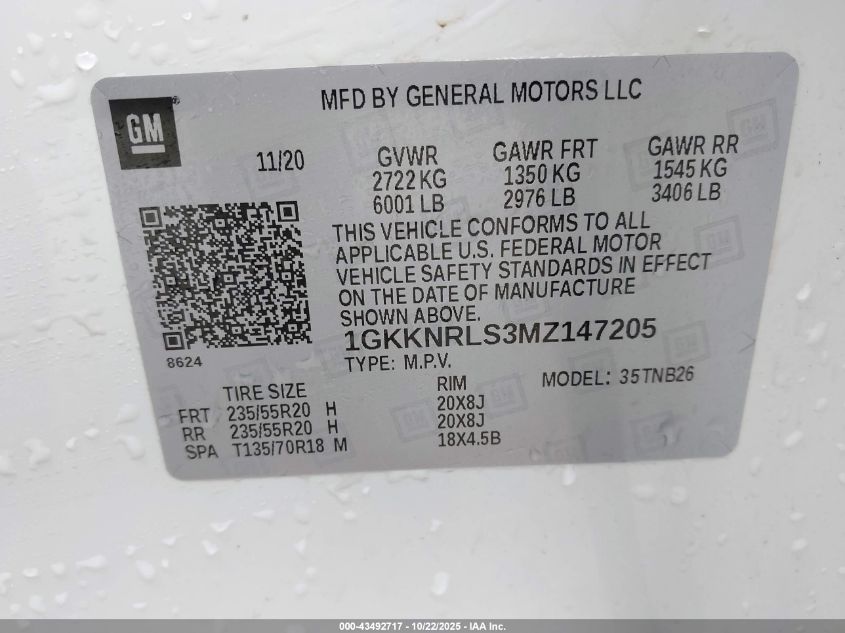 MFD BY GENERAL MOTORS LLC
GM®
11/20
GVWR
2722 KG
6001 LB
GAWR FRT
1350 KG
2976 LB
GAWR RR
1545 KG
3406 LB
THIS VEHICLE CONFORMS TO ALL
APPLICABLE U.S. FEDERAL MOTOR
VEHICLE SAFETY STANDARDS IN EFFECT
ON THE DATE OF MANUFACTURE
SHOWN ABOVE.
1GKKNRLS3MZ147205
8624
TYPE: M.P.V.
MODEL: 35TNB26
TIRE SIZE RIM
FRT 235/55R20 H 20X8J
RR 235/55R20 H 20X8J
SPA T135/70R18 M 18X4.5B
000-43492717 - 10/22/2025 - IAA Inc.